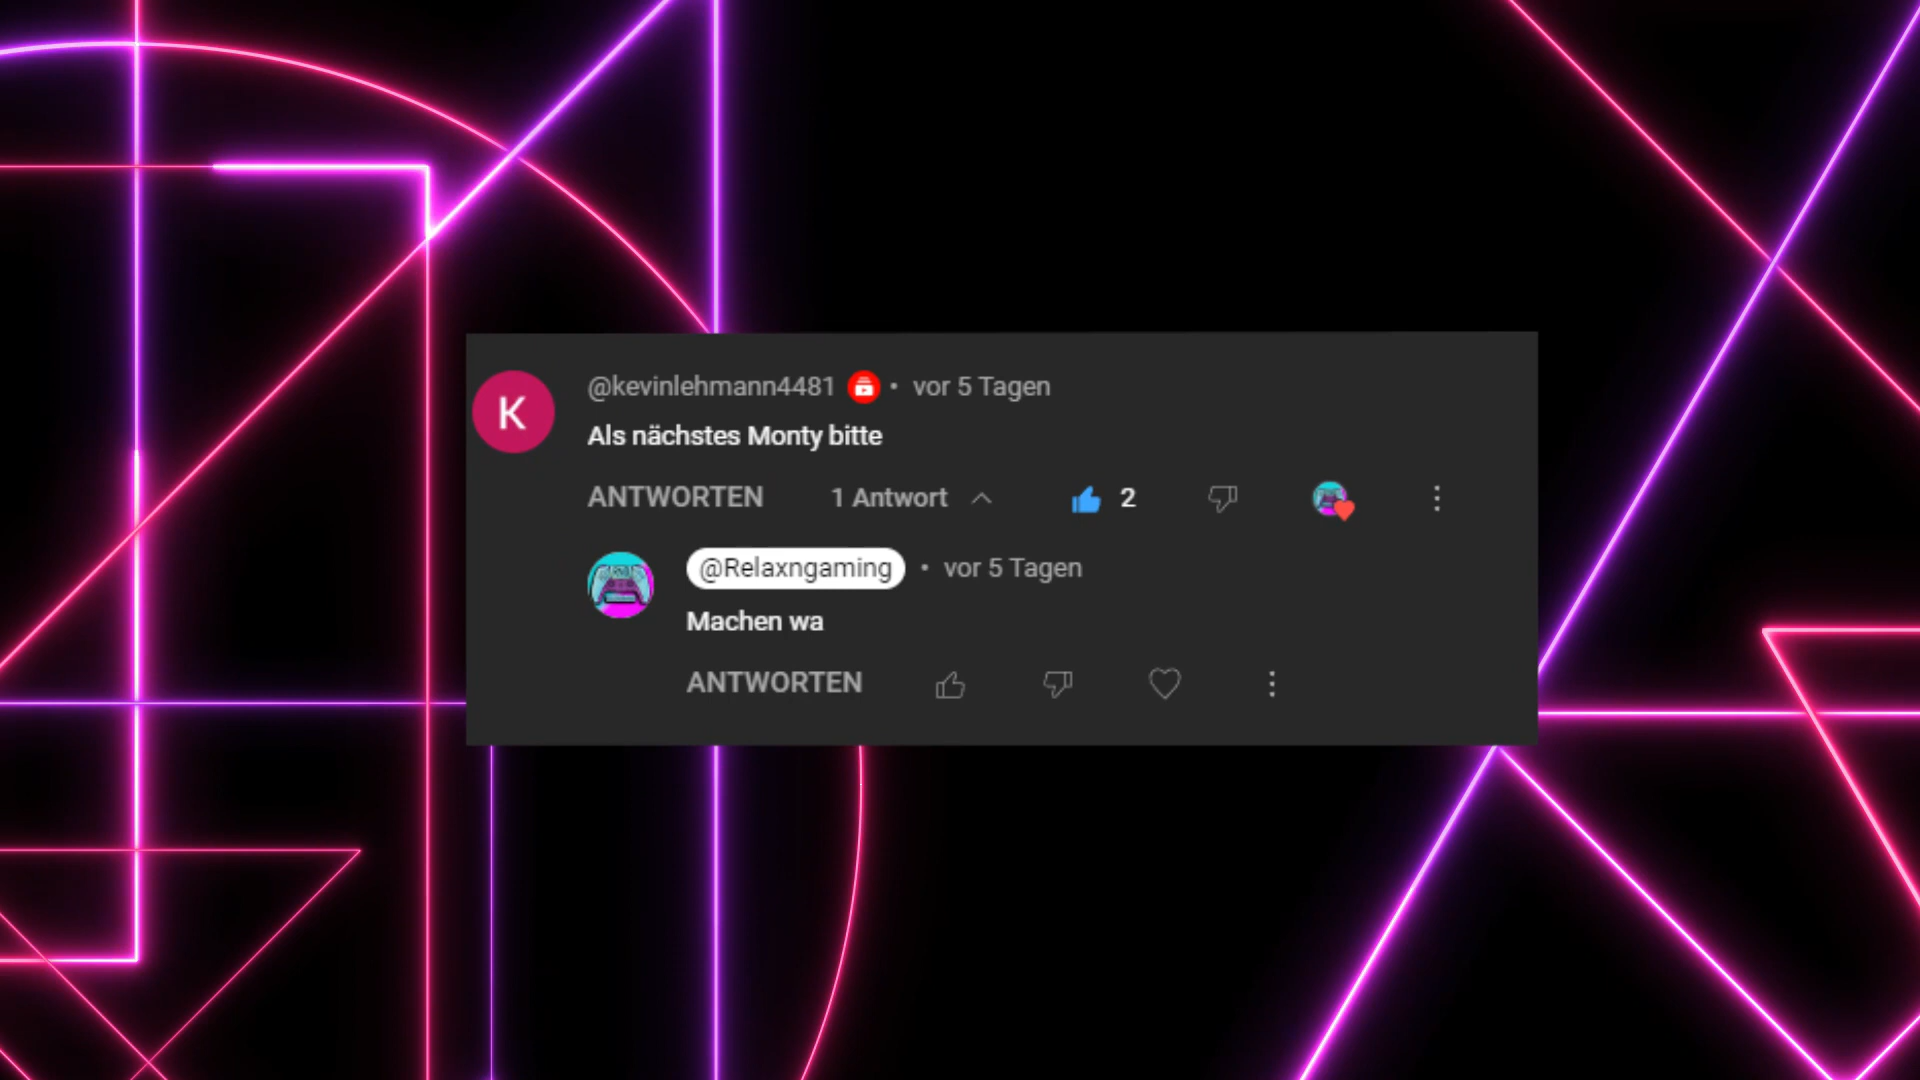 K
@kevinlehmann4481 • vor 5 Tagen
Als nächstes Monty bitte
ANTWORTEN 1 Antwort 2
@Relaxngaming • vor 5 Tagen
Machen wa
ANTWORTEN